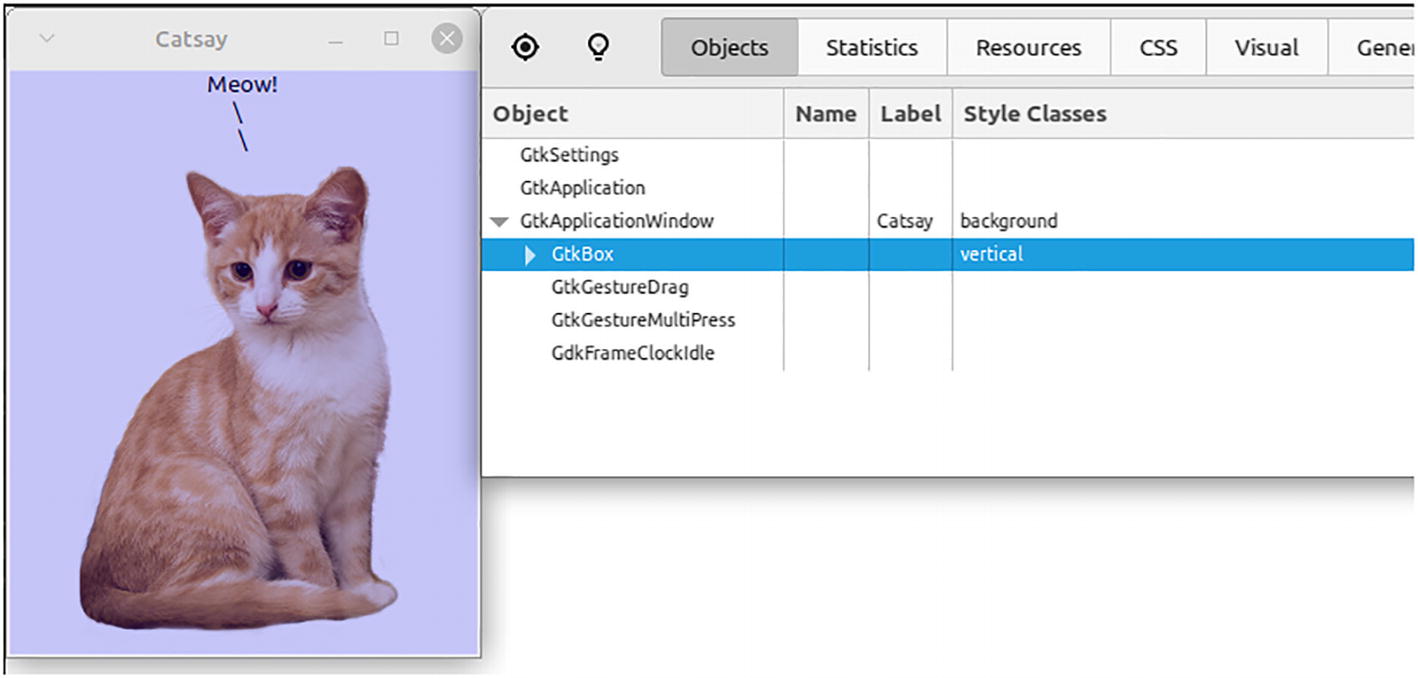 Catsay
Meow!
\
\
Objects Statistics Resources CSS Visual Gener
Object Name Label Style Classes
GtkSettings
GtkApplication
GtkApplicationWindow Catsay background
GtkBox vertical
GtkGestureDrag
GtkGestureMultiPress
GdkFrameClockIdle